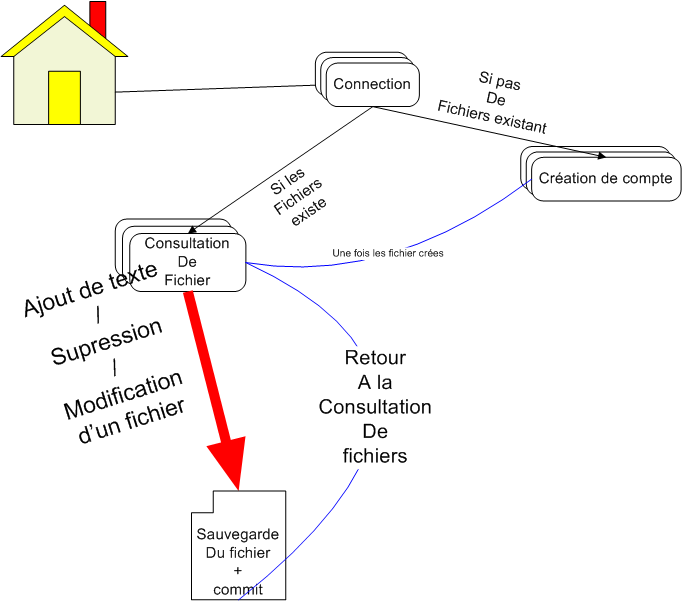 Connection
Si pas
De
Fichiers existant
Création de compte
Si les
Fichiers
existe
Consultation
De
Fichier
Une fois les fichier crées
Ajout de texte
/
Supression
/
Modification
d'un fichier
Retour
A la
Consultation
De
fichiers
Sauvegarde
Du fichier
+
commit